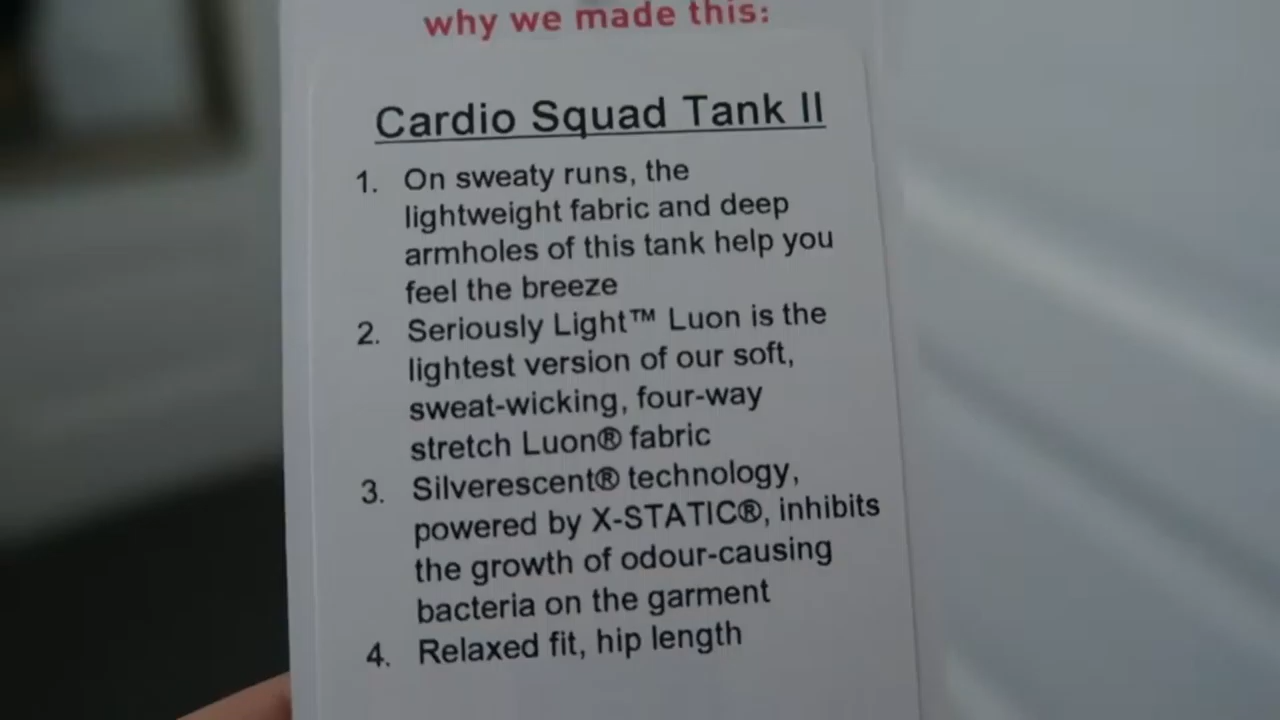 why we made this:
Cardio Squad Tank II
1. On sweaty runs, the
lightweight fabric and deep
armholes of this tank help you
feel the breeze
2. Seriously Light™ Luon is the
lightest version of our soft,
sweat-wicking, four-way
stretch Luon® fabric
3. Silverescent® technology,
powered by X-STATIC®, inhibits
the growth of odour-causing
bacteria on the garment
4. Relaxed fit, hip length